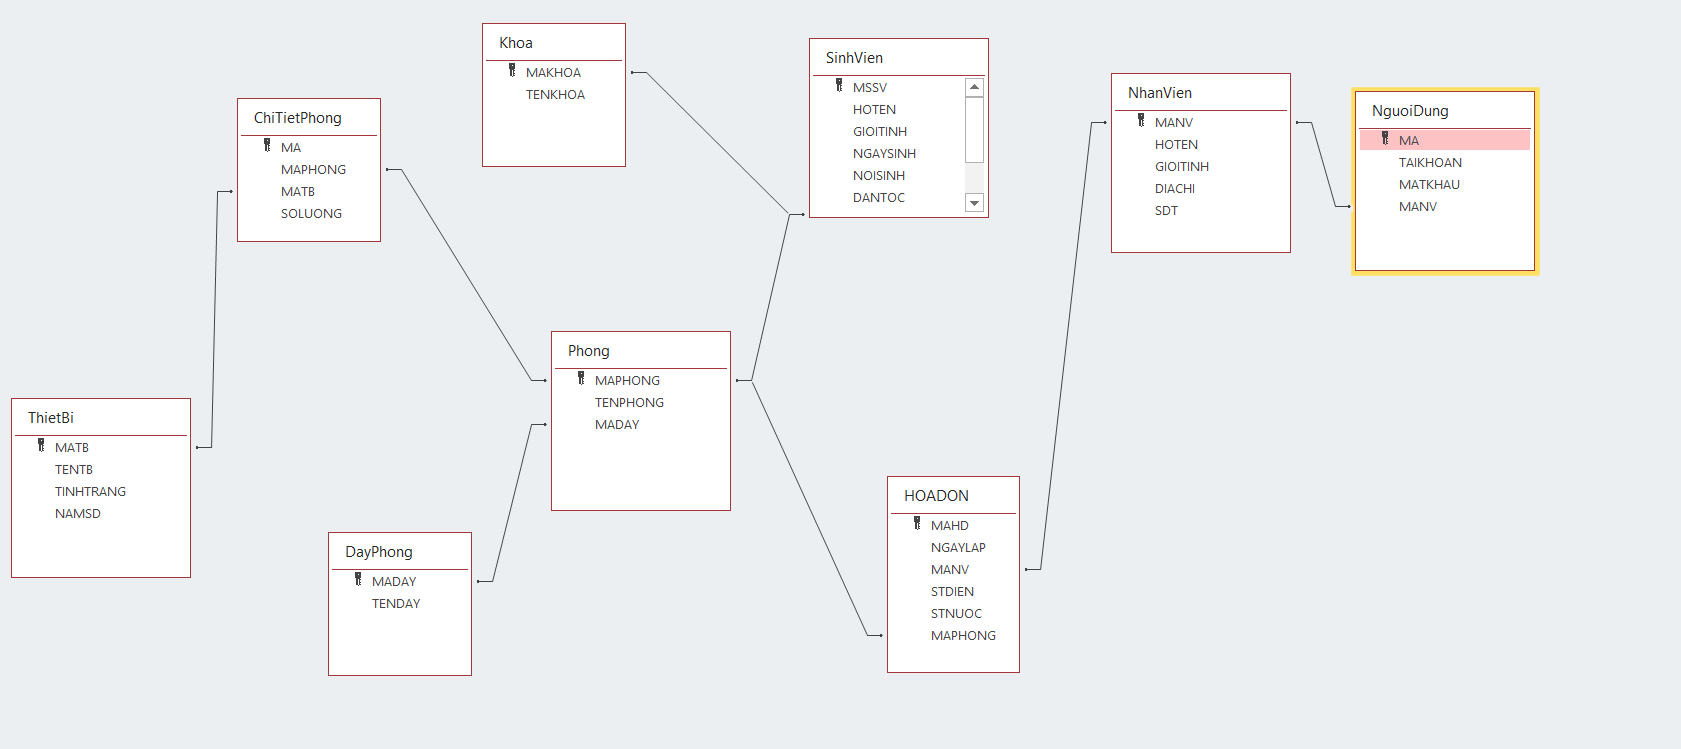 Khoa
MAKHOA
TENKHOA
SinhVien
MSSV
HOTEN
GIOITINH
NGAYSINH
NOISINH
DANTOC
NhanVien
MANV
HOTEN
GIOITINH
DIACHI
SDT
NguoiDung
MA
TAIKHOAN
MATKHAU
MANV
ChiTietPhong
MA
MAPHONG
MATB
SOLUONG
Phong
MAPHONG
TENPHONG
MADAY
ThietBi
MATB
TENTB
TINHTRANG
NAMSD
DayPhong
MADAY
TENDAY
HOADON
MAHD
NGAYLAP
MANV
STDIEN
STNUOC
MAPHONG